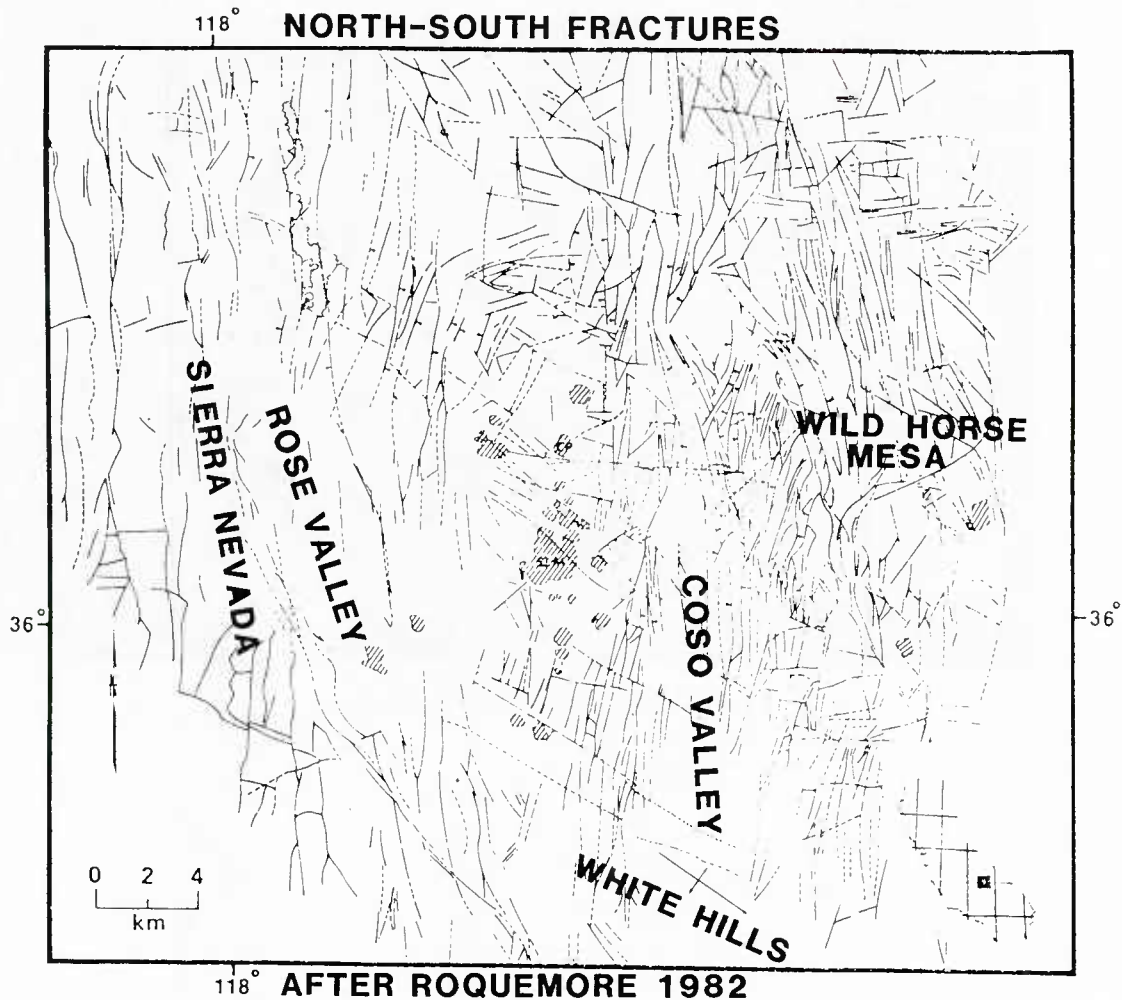 118°
NORTH-SOUTH FRACTURES
SIERRA NEVADA
ROSE VALLEY
WILD HORSE
MESA
COSO VALLEY
36°
36°
WHITE HILLS
0 2 4
km
118°
AFTER ROQUEMORE 1982